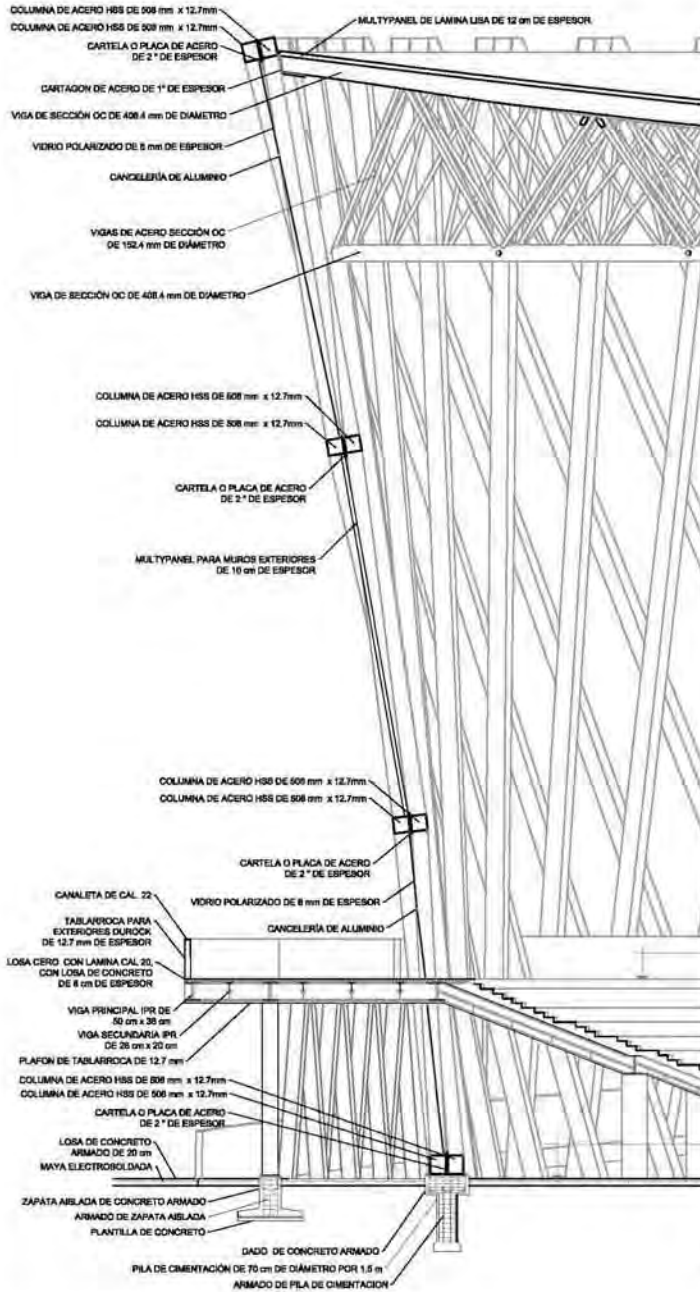 COLUMNA DE ACERO HSS DE 508 mm x 12.7mm
COLUMNA DE ACERO HSS DE 508 mm x 12.7mm
MULTYPANEL DE LAMINA LISA DE 12 cm DE ESPESOR
CARTELA O PLACA DE ACERO
DE 2 " DE ESPESOR
CARTAGON DE ACERO DE 1" DE ESPESOR
VIGA DE SECCIÓN OC DE 406.4 mm DE DIAMETRO
VIDRIO POLARIZADO DE 6 mm DE ESPESOR
CANCELERÍA DE ALUMINIO
VIGAS DE ACERO SECCIÓN OC
DE 152.4 mm DE DIÁMETRO
VIGA DE SECCIÓN OC DE 406.4 mm DE DIÁMETRO
COLUMNA DE ACERO HSS DE 508 mm x 12.7mm
COLUMNA DE ACERO HSS DE 508 mm x 12.7mm
CARTELA O PLACA DE ACERO
DE 2 " DE ESPESOR
MULTYPANEL PARA MUROS EXTERIORES
DE 10 cm DE ESPESOR
COLUMNA DE ACERO HSS DE 508 mm x 12.7mm
COLUMNA DE ACERO HSS DE 508 mm x 12.7mm
CARTELA O PLACA DE ACERO
DE 2 " DE ESPESOR
CANALETA DE CAL. 22
VIDRIO POLARIZADO DE 6 mm DE ESPESOR
TABLARROCA PARA
EXTERIORES DUROCK
DE 12.7 mm DE ESPESOR
CANCELERÍA DE ALUMINIO
LOSA CERO CON LAMINA CAL 20,
CON LOSA DE CONCRETO
DE 8 cm DE ESPESOR
VIGA PRINCIPAL IPR DE
50 cm x 38 cm
VIGA SECUNDARIA IPR
DE 26 cm x 20 cm
PLAFON DE TABLARROCA DE 12.7 mm
COLUMNA DE ACERO HSS DE 508 mm x 12.7mm
COLUMNA DE ACERO HSS DE 508 mm x 12.7mm
CARTELA O PLACA DE ACERO
DE 2 " DE ESPESOR
LOSA DE CONCRETO
ARMADO DE 20 cm
MAYA ELECTROSOLDADA
ZAPATA AISLADA DE CONCRETO ARMADO
ARMADO DE ZAPATA AISLADA
PLANTILLA DE CONCRETO
DADO DE CONCRETO ARMADO
PILA DE CIMENTACIÓN DE 70 cm DE DIÁMETRO POR 1.5 m
ARMADO DE PILA DE CIMENTACION